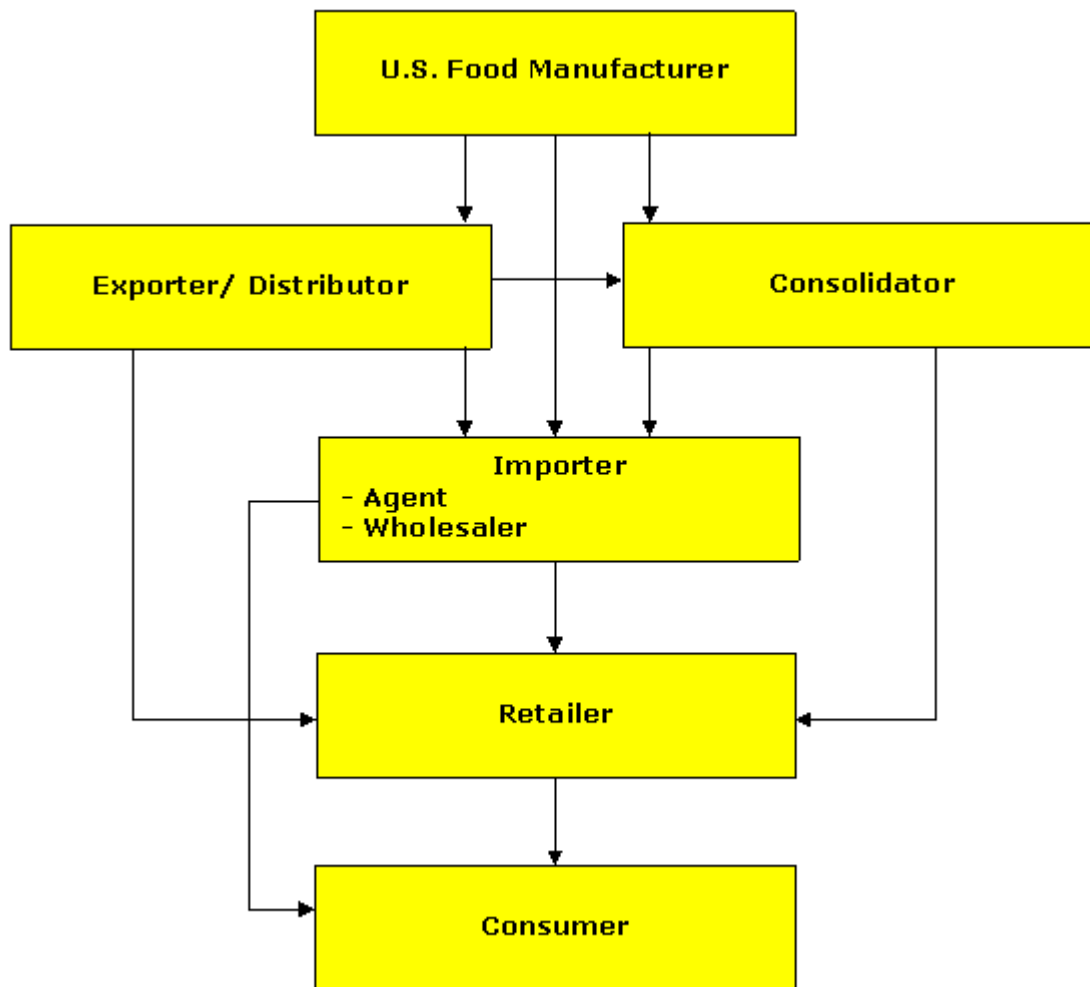 U.S. Food Manufacturer
Exporter/ Distributor
Consolidator
Importer
- Agent
- Wholesaler
Retailer
Consumer